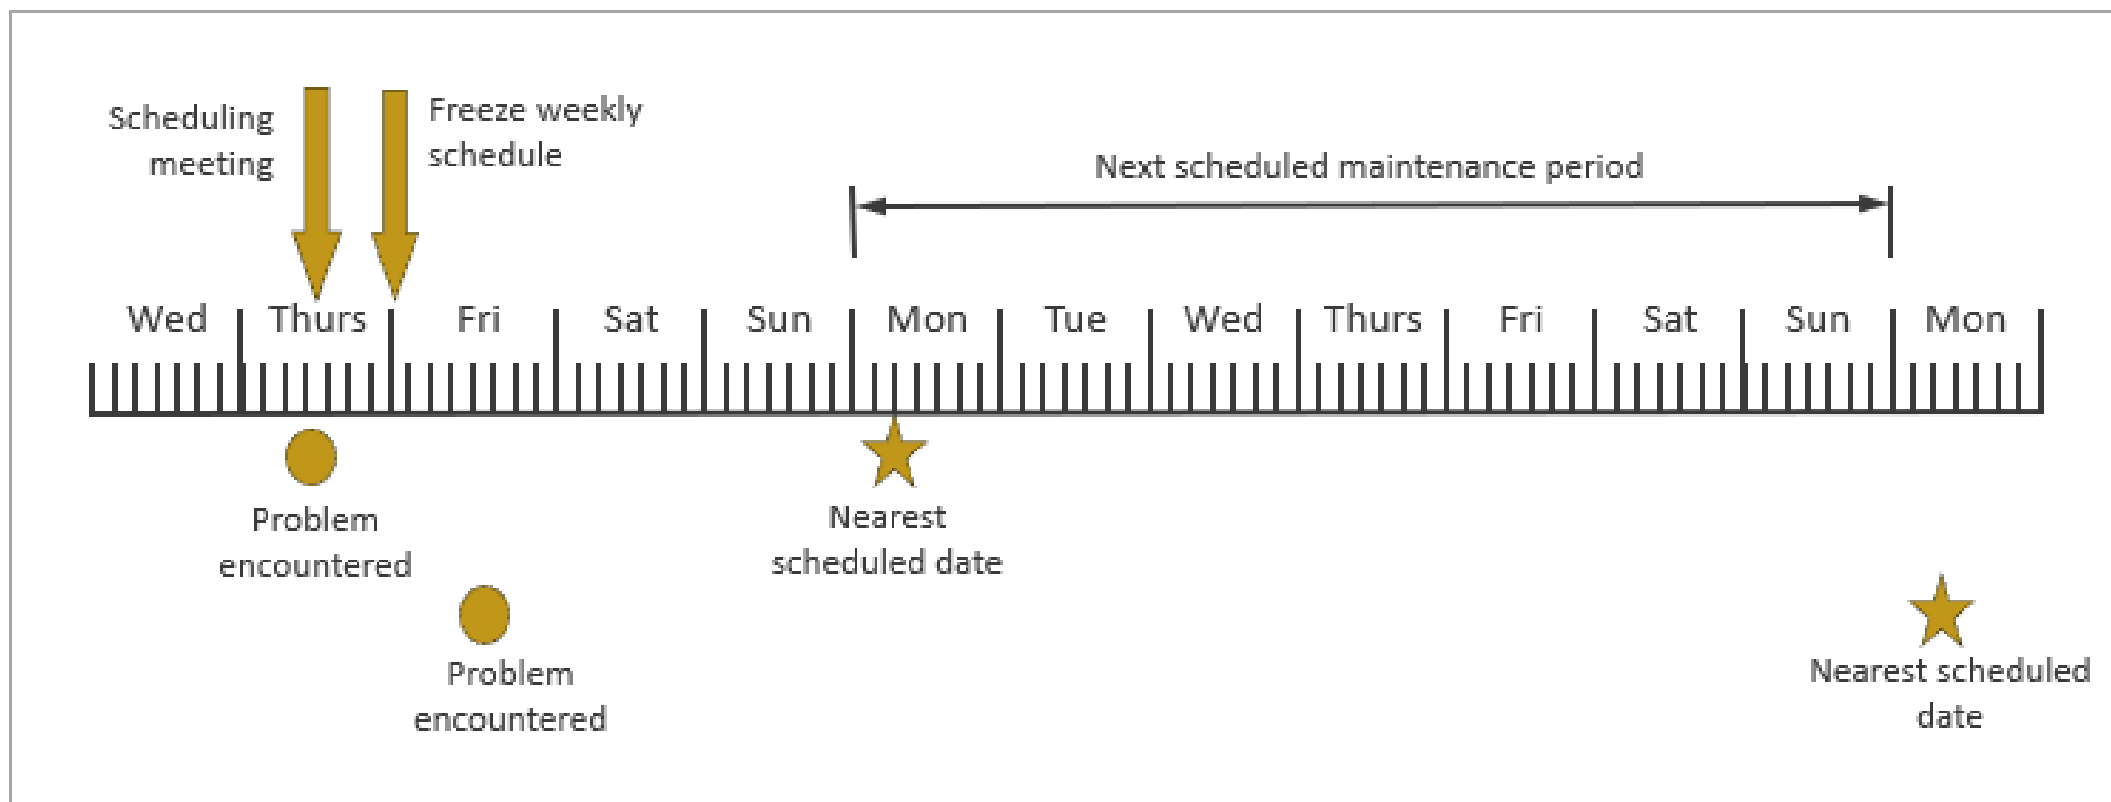 Scheduling
meeting
Freeze weekly
schedule
Next scheduled maintenance period
Wed Thurs Fri Sat Sun Mon Tue Wed Thurs Fri Sat Sun Mon
Problem
encountered
Nearest
scheduled date
Problem
encountered
Nearest scheduled
date